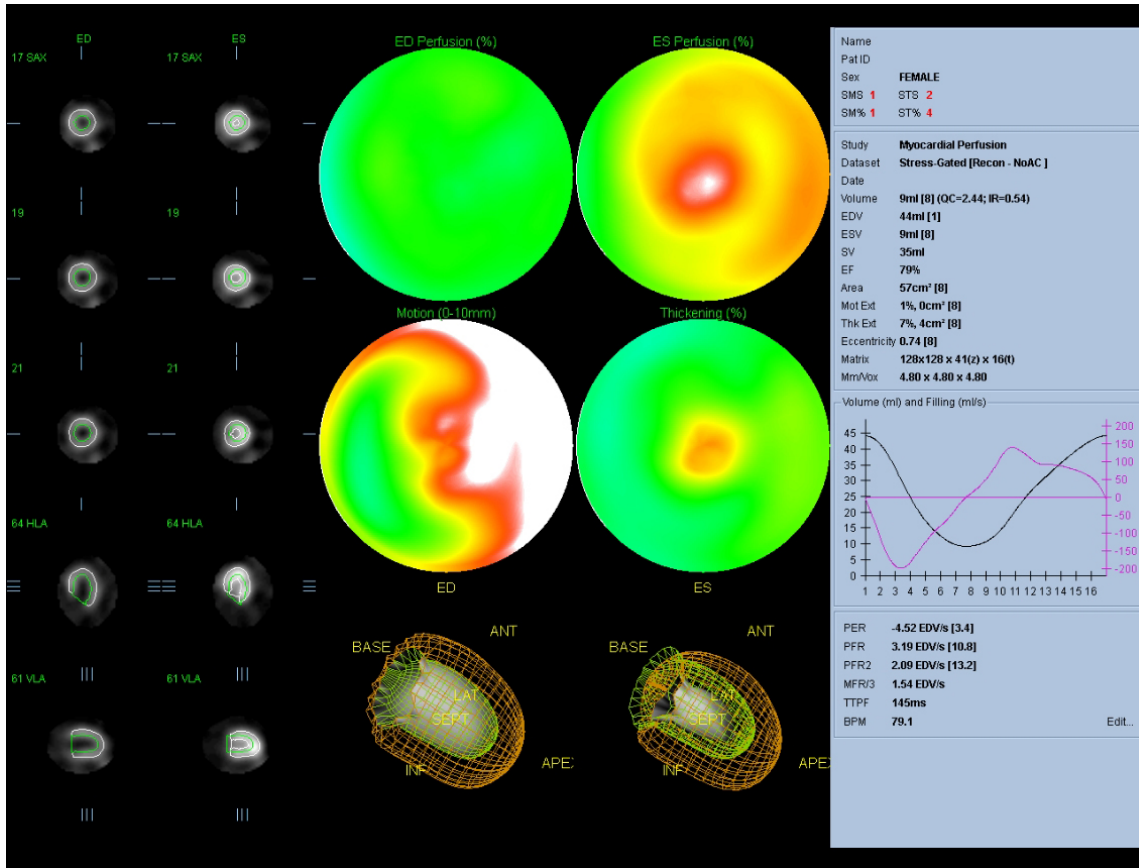 ED ES
17 SAX 17 SAX
19 19
21 21
64 HLA 64 HLA
61 VLA 61 VLA
ED Perfusion (%) ES Perfusion (%)
Motion (0-10mm) Thickening (%)
ED ES
BASE ANT LAT SEPT INF APEX
BASE ANT LAT SEPT INF APEX
Name
Pat ID
Sex FEMALE
SMS 1 STS 2
SM% 1 ST% 4
Study Myocardial Perfusion
Dataset Stress-Gated [Recon - NoAC ]
Date
Volume 9ml [8] (QC=2.44; IR=0.54)
EDV 44ml [1]
ESV 9ml [8]
SV 35ml
EF 79%
Area 57cm² [8]
Mot Ext 1%, 0cm² [8]
Thk Ext 7%, 4cm² [8]
Eccentricity 0.74 [8]
Matrix 128x128 x 41(z) x 16(t)
Mm/Vox 4.80 x 4.80 x 4.80
Volume (ml) and Filling (ml/s)
45 40 35 30 25 20 15 10 5 0
200 150 100 50 0 -50 -100 -150 -200
1 2 3 4 5 6 7 8 9 10 11 12 13 14 15 16
PER -4.52 EDV/s [3.4]
PFR 3.19 EDV/s [10.8]
PFR2 2.09 EDV/s [13.2]
MFR/3 1.54 EDV/s
TTPF 145ms
BPM 79.1 Edit...